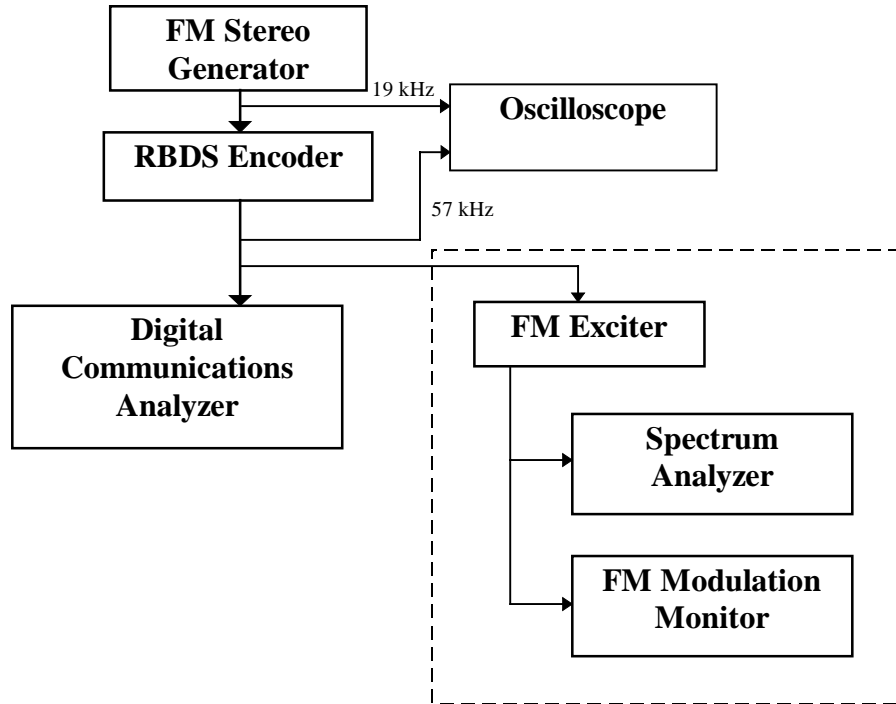 FM Stereo
Generator
19 kHz
Oscilloscope
RBDS Encoder
57 kHz
Digital
Communications
Analyzer
FM Exciter
Spectrum
Analyzer
FM Modulation
Monitor